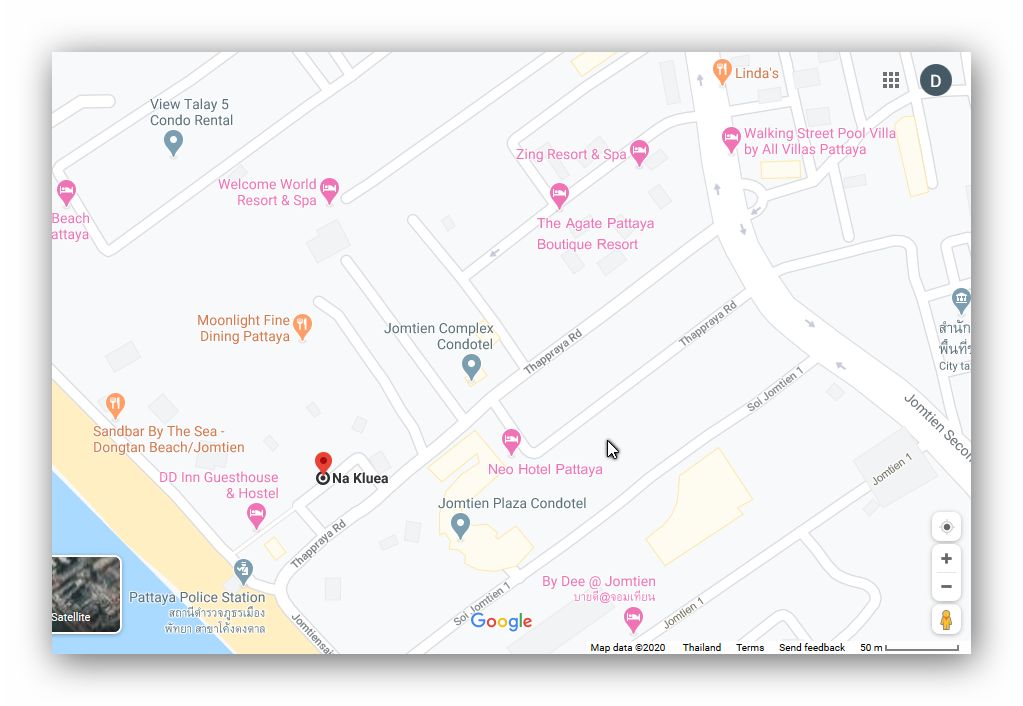 Linda's
D
View Talay 5
Condo Rental
Walking Street Pool Villa
by All Villas Pattaya
Zing Resort & Spa
Welcome World
Resort & Spa
Beach
attaya
The Agate Pattaya
Boutique Resort
Moonlight Fine
Dining Pattaya
Jomtien Complex
Condotel
Thappraya Rd
Thappraya Rd
สำนัก
พื้นที่
City ta
Soi Jomtien 1
Jomtien Secon
Sandbar By The Sea -
Dongtan Beach/Jomtien
Neo Hotel Pattaya
Jomtien 1
DD Inn Guesthouse
& Hostel
Na Kluea
Jomtien Plaza Condotel
Thappraya Rd
Pattaya Police Station
สถานีตำรวจภูธรเมือง
พัทยา สาขาโค้งดงตาล
Satellite
Jomtiensai
Soi Jomtien 1
By Dee @ Jomtien
บายดี@จอมเทียน
Jomtien 1
Google
Map data ©2020 Thailand Terms Send feedback 50 m